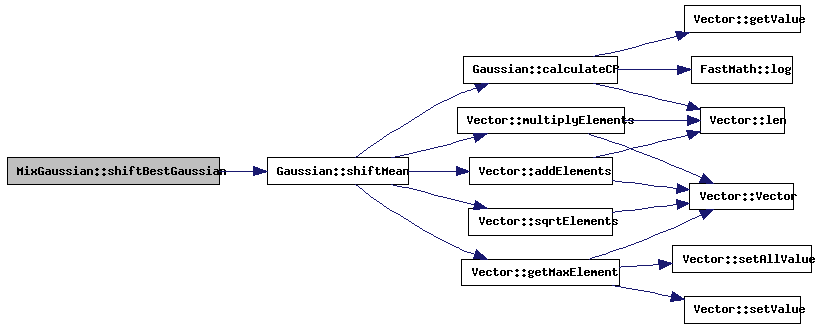 MixGaussian::shiftBestGaussian
Gaussian::shiftMean
Gaussian::calculateCP
Vector::multiplyElements
Vector::addElements
Vector::sqrtElements
Vector::getMaxElement
Vector::getValue
FastMath::log
Vector::len
Vector::Vector
Vector::setAllValue
Vector::setValue